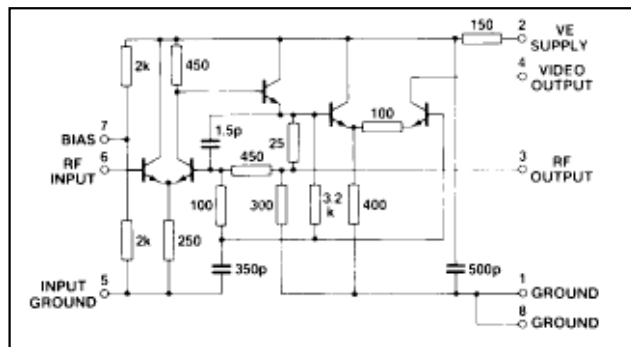 150
2
VE
SUPPLY
4
VIDEO
OUTPUT
2k
450
100
7
BIAS
1.5p
25
6
RF
INPUT
450
3
RF
OUTPUT
100
300
3.2
k
400
2k
250
350p
500p
5
INPUT
GROUND
1
GROUND
8
GROUND